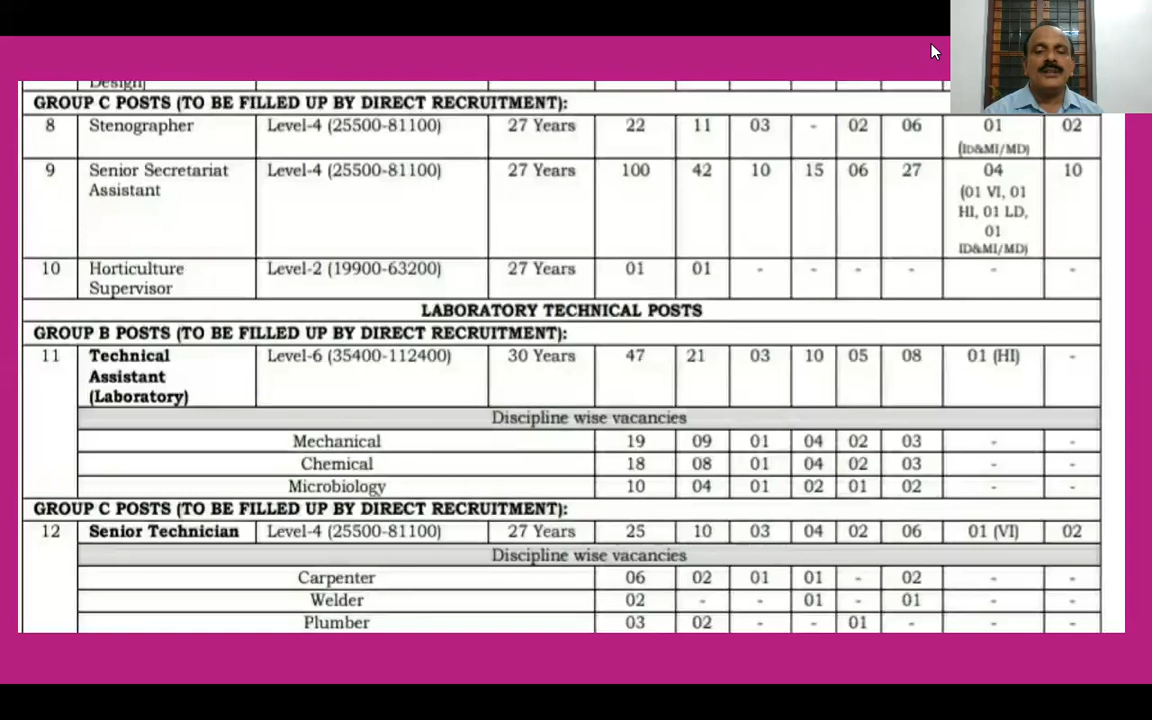 Design]
GROUP C POSTS (TO BE FILLED UP BY DIRECT RECRUITMENT):
8 Stenographer Level-4 (25500-81100) 27 Years 22 11 03 - 02 06 01 02
(ID&MI/MD)
9 Senior Secretariat Level-4 (25500-81100) 27 Years 100 42 10 15 06 27 04 10
Assistant (01 VI, 01
HI, 01 LD,
01
ID&MI/MD)
10 Horticulture Level-2 (19900-63200) 27 Years 01 01 - - - - - -
Supervisor
LABORATORY TECHNICAL POSTS
GROUP B POSTS (TO BE FILLED UP BY DIRECT RECRUITMENT):
11 Technical Level-6 (35400-112400) 30 Years 47 21 03 10 05 08 01 (HI) -
Assistant
(Laboratory)
Discipline wise vacancies
Mechanical 19 09 01 04 02 03 - -
Chemical 18 08 01 04 02 03 - -
Microbiology 10 04 01 02 01 02 - -
GROUP C POSTS (TO BE FILLED UP BY DIRECT RECRUITMENT):
12 Senior Technician Level-4 (25500-81100) 27 Years 25 10 03 04 02 06 01 (VI) 02
Discipline wise vacancies
Carpenter 06 02 01 01 - 02 - -
Welder 02 - - 01 - 01 - -
Plumber 03 02 - - 01 - - -